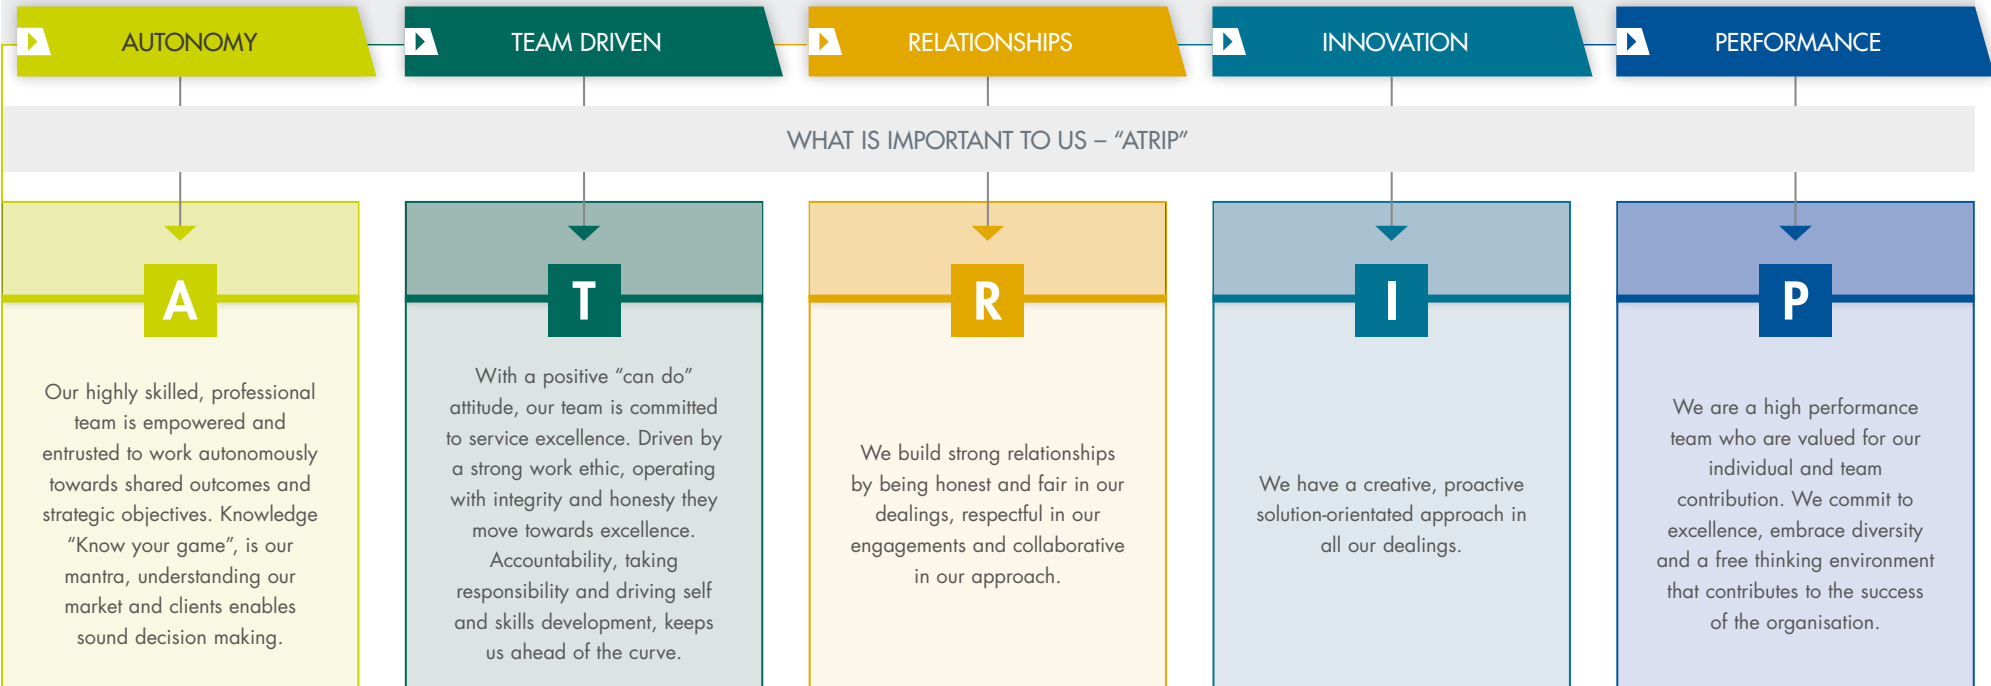 AUTONOMY
TEAM DRIVEN
RELATIONSHIPS
INNOVATION
PERFORMANCE
WHAT IS IMPORTANT TO US – “ATRIP”
A
Our highly skilled, professional
team is empowered and
entrusted to work autonomously
towards shared outcomes and
strategic objectives. Knowledge
“Know your game”, is our
mantra, understanding our
market and clients enables
sound decision making.
T
With a positive “can do”
attitude, our team is committed
to service excellence. Driven by
a strong work ethic, operating
with integrity and honesty they
move towards excellence.
Accountability, taking
responsibility and driving self
and skills development, keeps
us ahead of the curve.
R
We build strong relationships
by being honest and fair in our
dealings, respectful in our
engagements and collaborative
in our approach.
I
We have a creative, proactive
solution-orientated approach in
all our dealings.
P
We are a high performance
team who are valued for our
individual and team
contribution. We commit to
excellence, embrace diversity
and a free thinking environment
that contributes to the success
of the organisation.